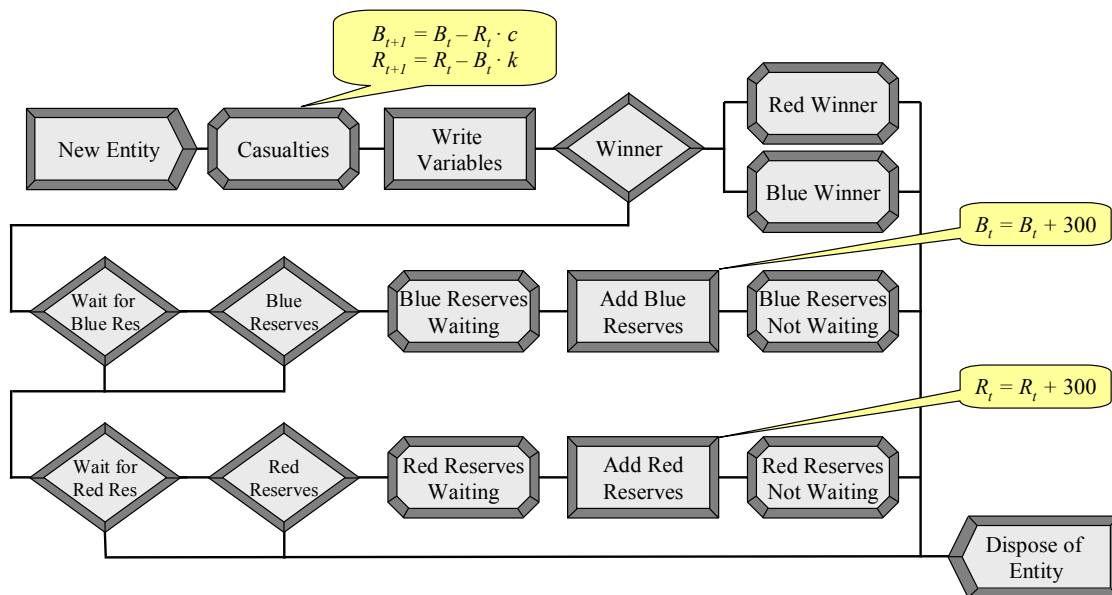 B_{t+1} = B_t – R_t · c
R_{t+1} = R_t – B_t · k
New Entity
Casualties
Write
Variables
Winner
Red Winner
Blue Winner
B_t = B_t + 300
Wait for
Blue Res
Blue
Reserves
Blue Reserves
Waiting
Add Blue
Reserves
Blue Reserves
Not Waiting
R_t = R_t + 300
Wait for
Red Res
Red
Reserves
Red Reserves
Waiting
Add Red
Reserves
Red Reserves
Not Waiting
Dispose of
Entity